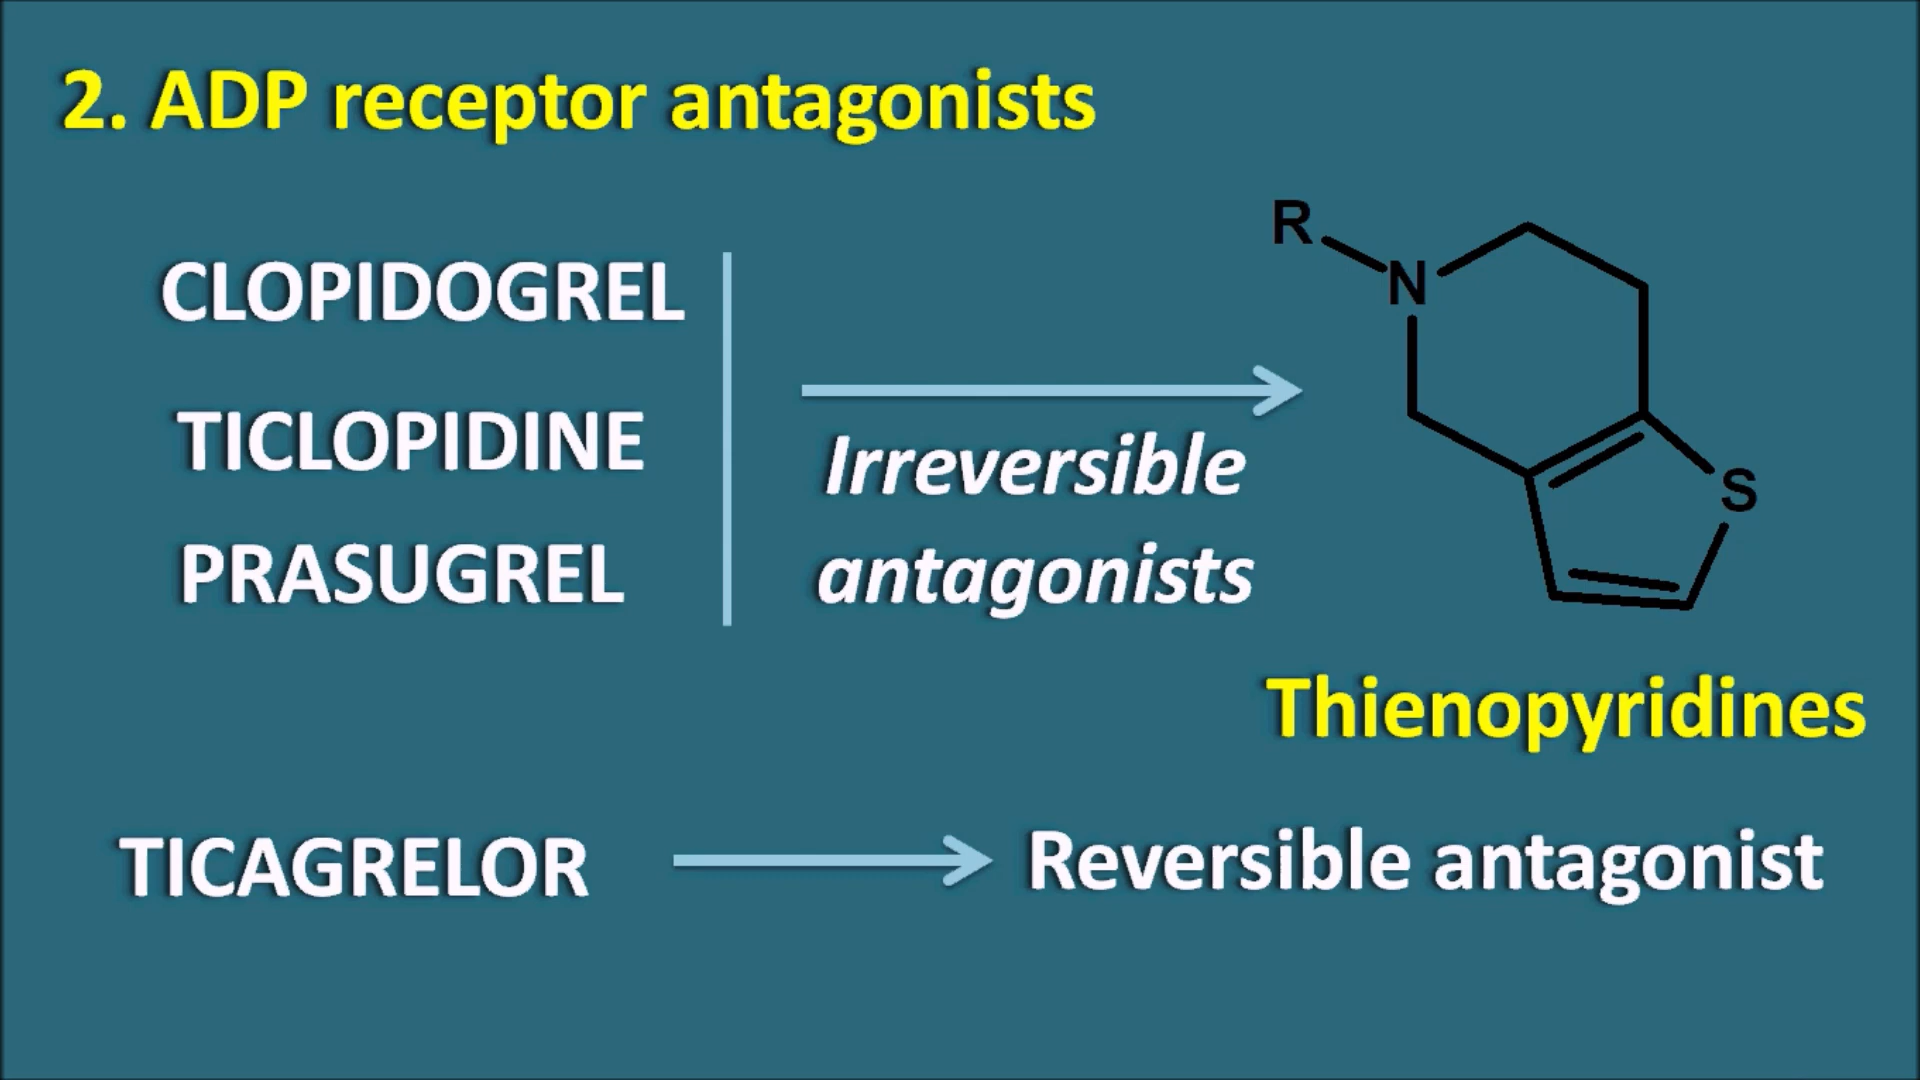 2. ADP receptor antagonists
CLOPIDOGREL
TICLOPIDINE
PRASUGREL
Irreversible
antagonists
R
N
S
Thienopyridines
TICAGRELOR
Reversible antagonist